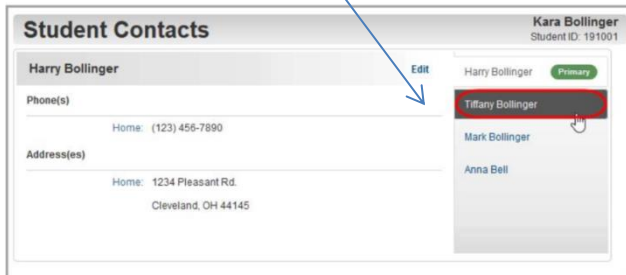 Student Contacts
Kara Bollinger
Student ID: 191001
Harry Bollinger
Edit
Phone(s)
Home: (123) 456-7890
Address(es)
Home: 1234 Pleasant Rd.
Cleveland, OH 44145
Harry Bollinger Primary
Tiffany Bollinger
Mark Bollinger
Anna Bell